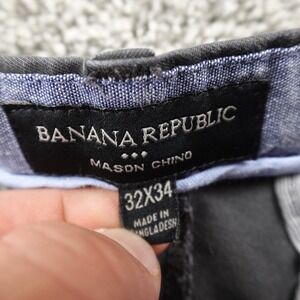 BANANA REPUBLIC
MASON CHINO
32X34
MADE IN
BANGLADESH